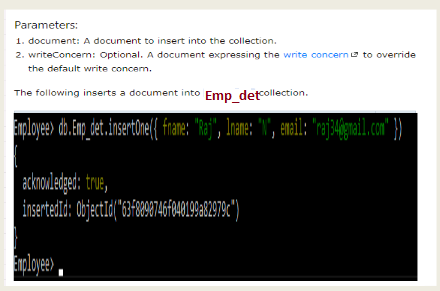 Parameters:
1. document: A document to insert into the collection.
2. writeConcern: Optional. A document expressing the write concern to override
the default write concern.
The following inserts a document into Emp_det collection.
Employee> db.Emp_det.insertOne({ fname: "Raj", lname: "N", email: "raj34@gmail.com" })
{
acknowledged: true,
insertedId: ObjectId("63f8090746f040199a82979c")
}
Employee>